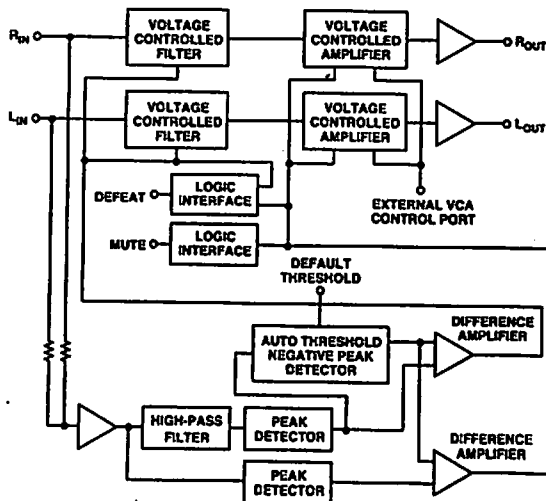 VOLTAGE
CONTROLLED
FILTER
VOLTAGE
CONTROLLED
AMPLIFIER
RIN
ROUT
VOLTAGE
CONTROLLED
FILTER
VOLTAGE
CONTROLLED
AMPLIFIER
LIN
LOUT
DEFEAT
LOGIC
INTERFACE
EXTERNAL VCA
CONTROL PORT
MUTE
LOGIC
INTERFACE
DEFAULT
THRESHOLD
AUTO THRESHOLD
NEGATIVE PEAK
DETECTOR
DIFFERENCE
AMPLIFIER
HIGH-PASS
FILTER
PEAK
DETECTOR
DIFFERENCE
AMPLIFIER
PEAK
DETECTOR